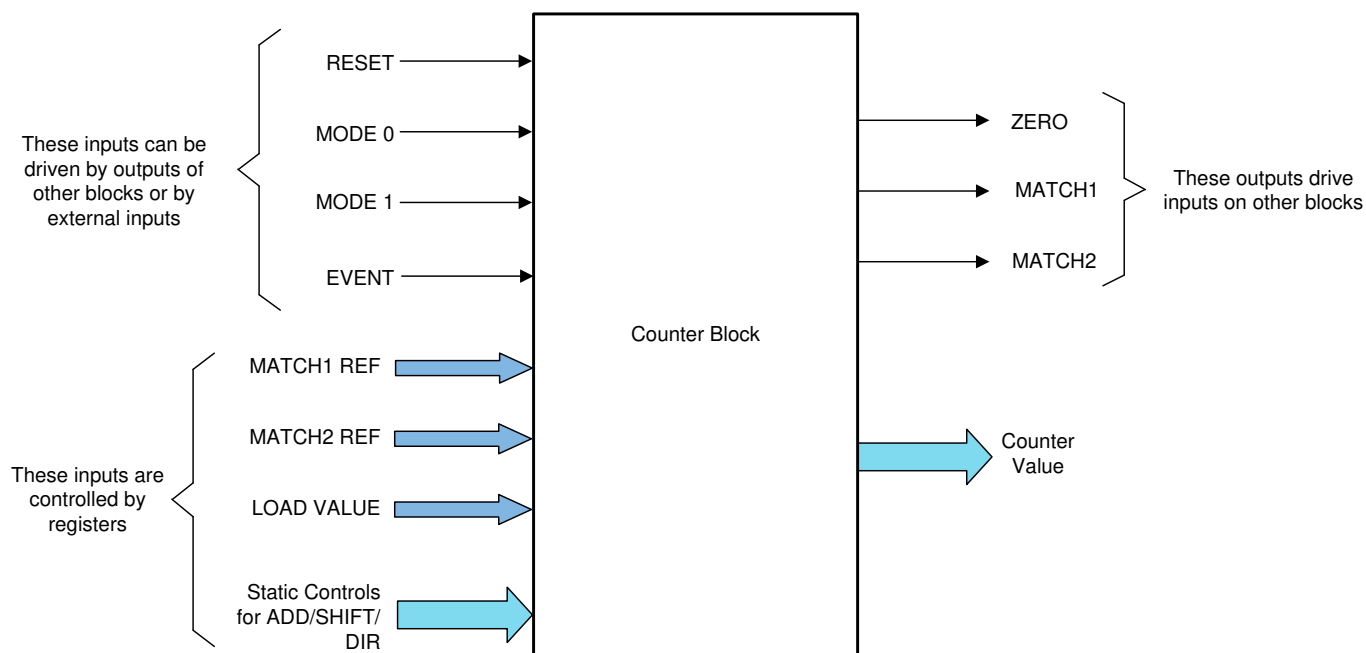 RESET
MODE 0
MODE 1
EVENT
These inputs can be
driven by outputs of
other blocks or by
external inputs
MATCH1 REF
MATCH2 REF
LOAD VALUE
Static Controls
for ADD/SHIFT/
DIR
These inputs are
controlled by
registers
Counter Block
ZERO
MATCH1
MATCH2
These outputs drive
inputs on other blocks
Counter
Value